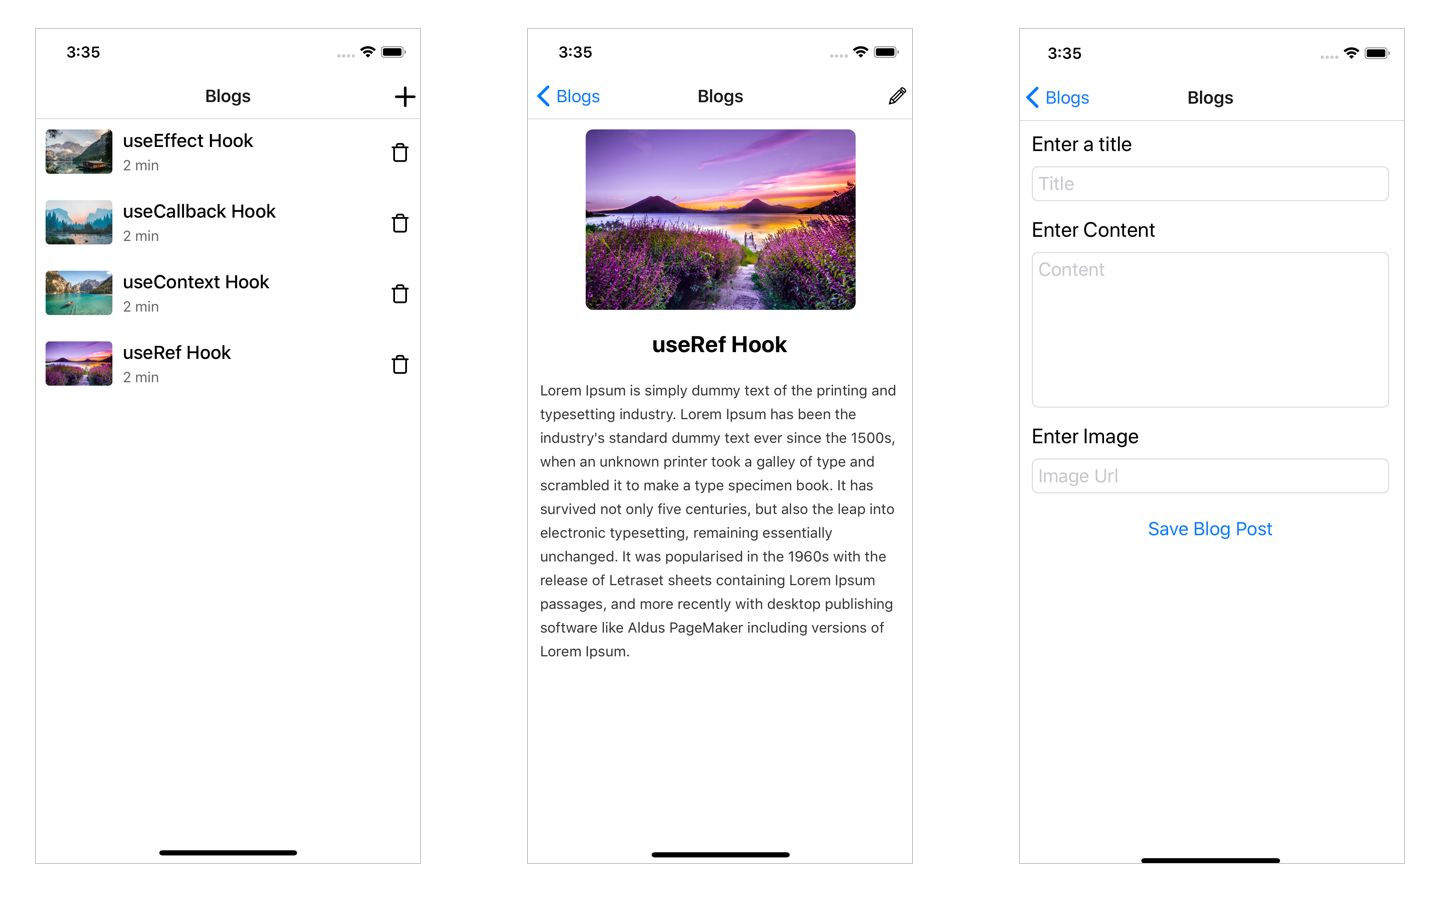 3:35
Blogs
useEffect Hook
2 min
useCallback Hook
2 min
useContext Hook
2 min
useRef Hook
2 min
3:35
Blogs
Blogs
useRef Hook
Lorem Ipsum is simply dummy text of the printing and
typesetting industry. Lorem Ipsum has been the
industry's standard dummy text ever since the 1500s,
when an unknown printer took a galley of type and
scrambled it to make a type specimen book. It has
survived not only five centuries, but also the leap into
electronic typesetting, remaining essentially
unchanged. It was popularised in the 1960s with the
release of Letraset sheets containing Lorem Ipsum
passages, and more recently with desktop publishing
software like Aldus PageMaker including versions of
Lorem Ipsum.
3:35
Blogs
Blogs
Enter a title
Title
Enter Content
Content
Enter Image
Image Url
Save Blog Post